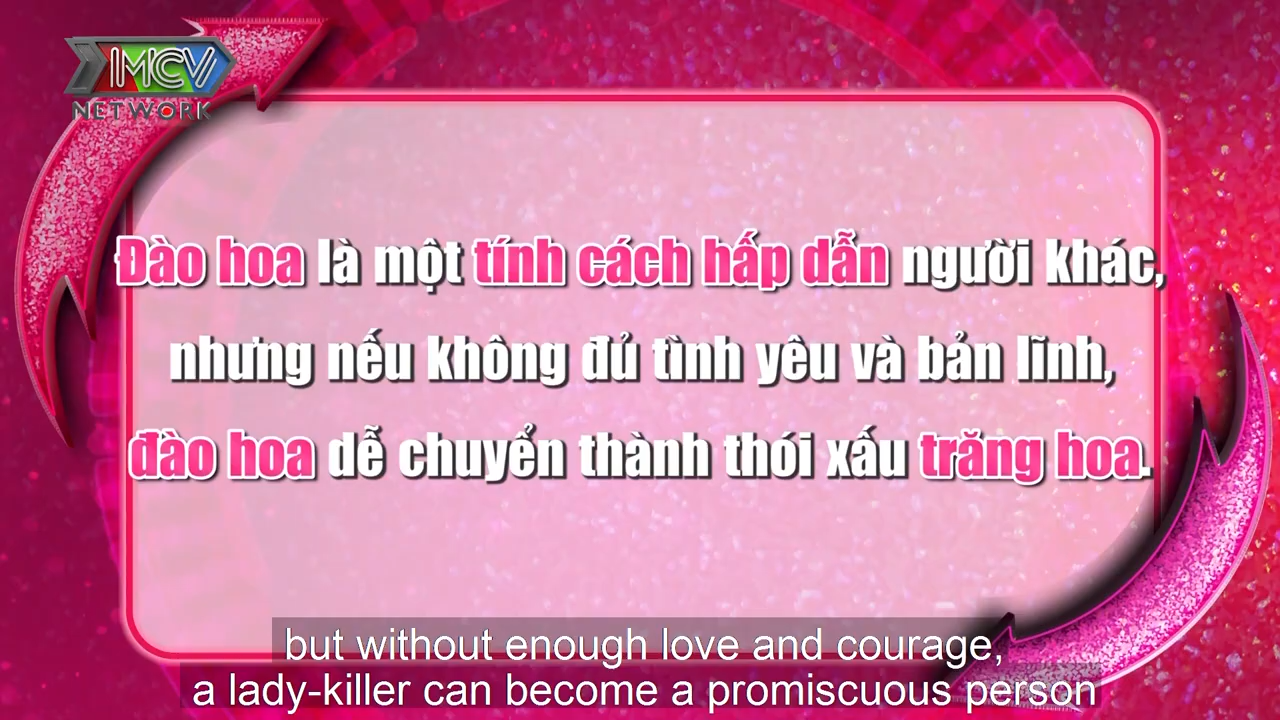 MCV
NETWORK
Đào hoa là một tính cách hấp dẫn người khác,
nhưng nếu không đủ tình yêu và bản lĩnh,
đào hoa dễ chuyển thành thói xấu trăng hoa.
but without enough love and courage,
a lady-killer can become a promiscuous person